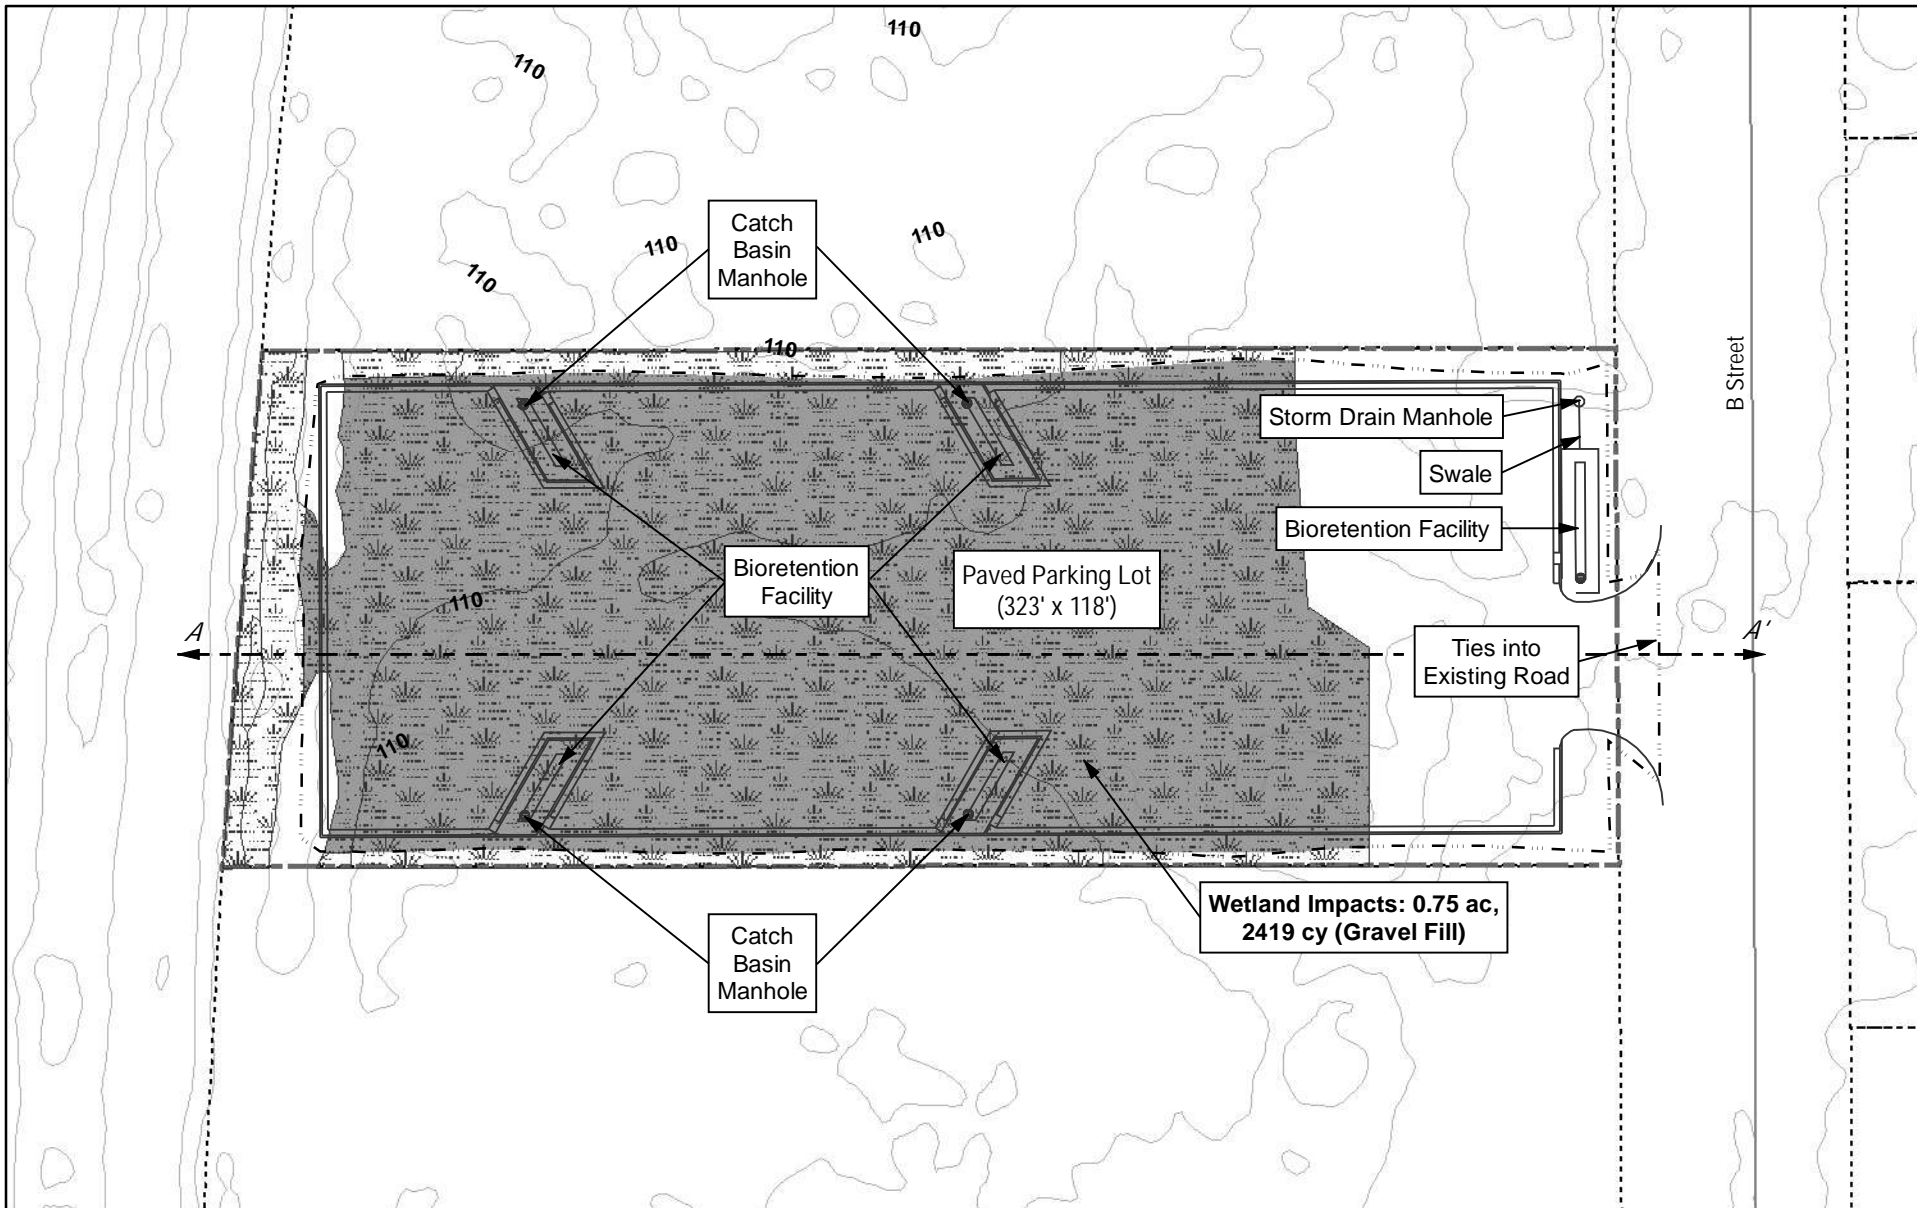 110
110
Catch
Basin
Manhole
110
110
110
110
B Street
Storm Drain Manhole
Swale
Bioretention Facility
Bioretention
Facility
Paved Parking Lot
(323' x 118')
110
A
A'
Ties into
Existing Road
110
Wetland Impacts: 0.75 ac,
2419 cy (Gravel Fill)
Catch
Basin
Manhole